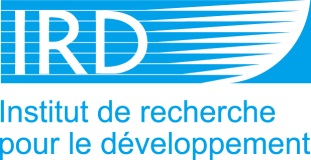 IRD
Institut de recherche
pour le développement